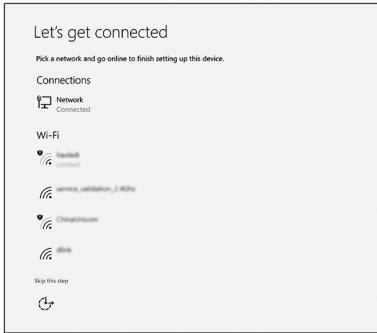 Let's get connected
Pick a network and go online to finish setting up this device.
Connections
Network
Connected
Wi-Fi
Limited
service_validation_2.4Ghz
ChinaUnicom
dlink
Skip this step